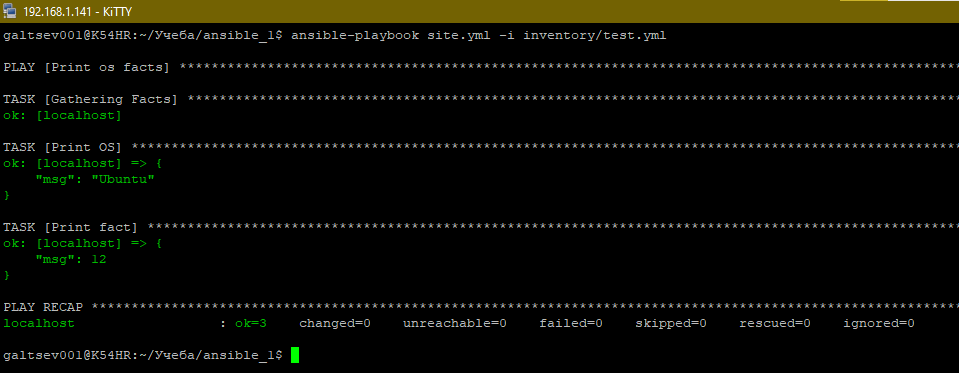 192.168.1.141 - KiTTY
galtsev001@K54HR:~/Учеба/ansible_1$ ansible-playbook site.yml -i inventory/test.yml
PLAY [Print os facts] **************************************************************************************************
TASK [Gathering Facts] *************************************************************************************************
ok: [localhost]
TASK [Print OS] ********************************************************************************************************
ok: [localhost] => {
    "msg": "Ubuntu"
}
TASK [Print fact] ******************************************************************************************************
ok: [localhost] => {
    "msg": 12
}
PLAY RECAP *************************************************************************************************************
localhost                  : ok=3    changed=0    unreachable=0    failed=0    skipped=0    rescued=0    ignored=0
galtsev001@K54HR:~/Учеба/ansible_1$